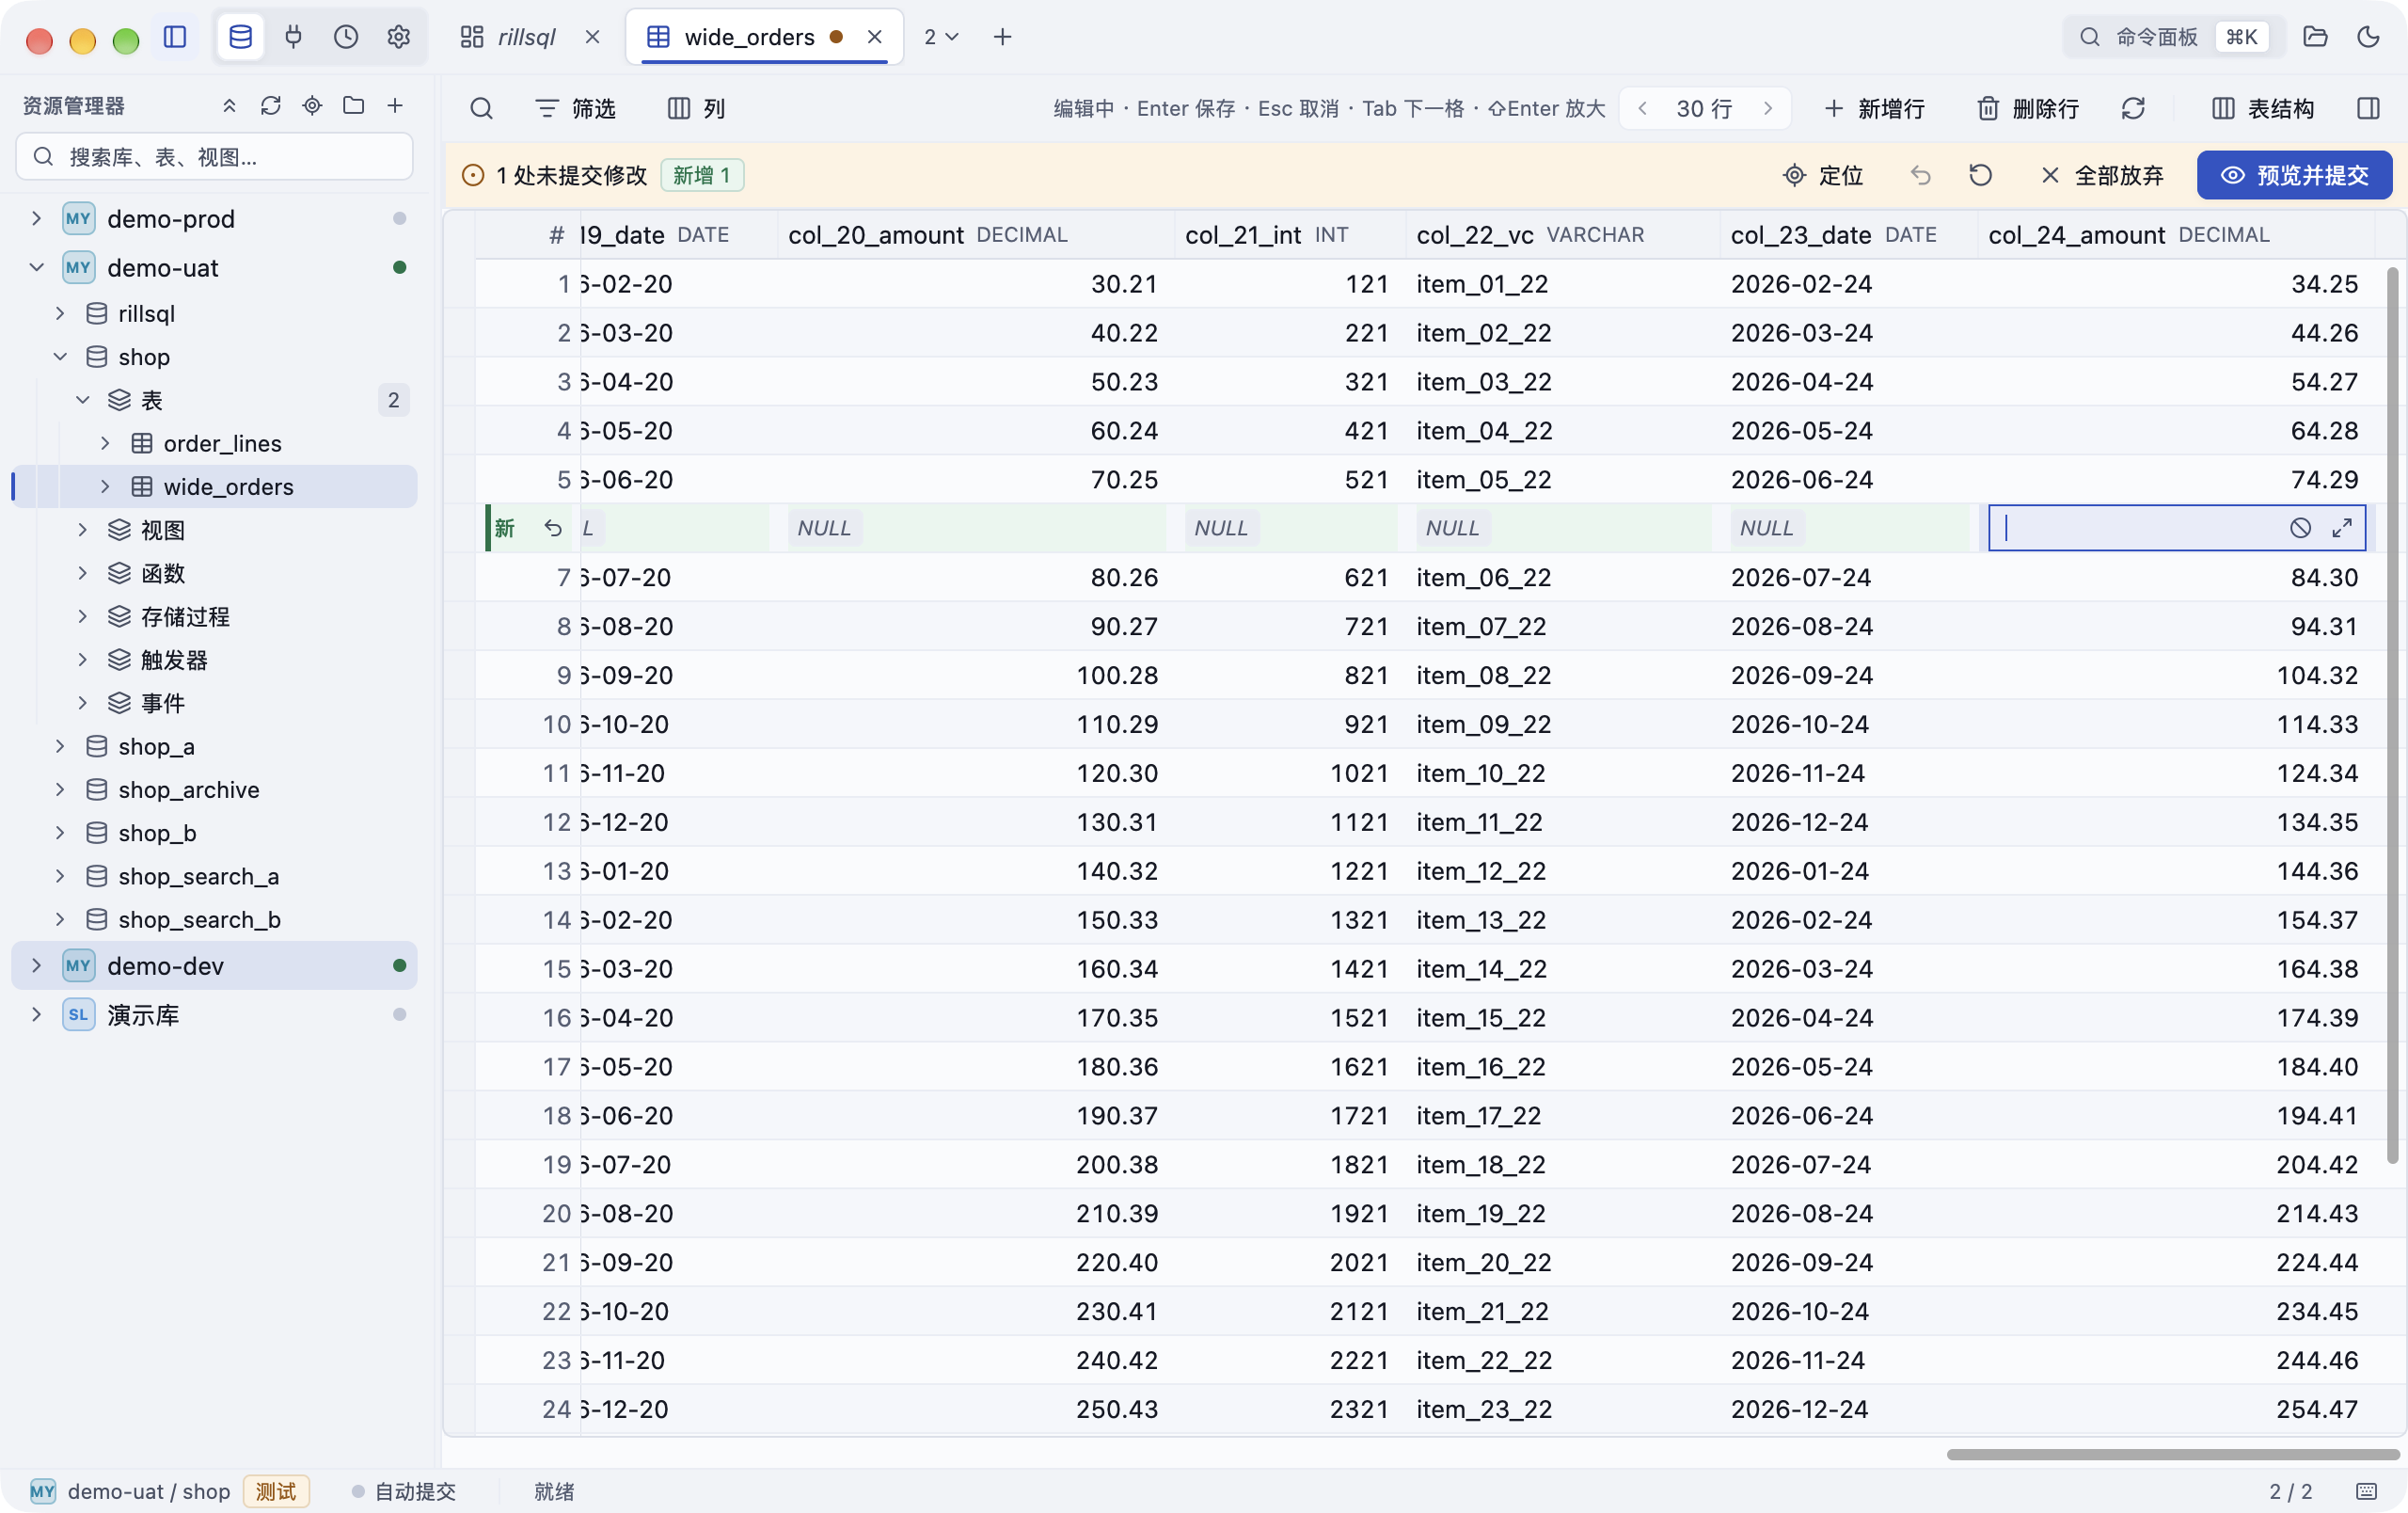 rillsql
wide_orders
2
命令面板 ⌘K
资源管理器
搜索库、表、视图...
MY demo-prod
MY demo-uat
rillsql
shop
表 2
order_lines
wide_orders
视图
函数
存储过程
触发器
事件
shop_a
shop_archive
shop_b
shop_search_a
shop_search_b
MY demo-dev
SL 演示库
筛选 列 编辑中 · Enter 保存 · Esc 取消 · Tab 下一格 · ⇧Enter 放大 30 行 新增行 删除行 表结构
1 处未提交修改 新增 1 定位 全部放弃 预览并提交
# 19_date DATE col_20_amount DECIMAL col_21_int INT col_22_vc VARCHAR col_23_date DATE col_24_amount DECIMAL
1 6-02-20 30.21 121 item_01_22 2026-02-24 34.25
2 6-03-20 40.22 221 item_02_22 2026-03-24 44.26
3 6-04-20 50.23 321 item_03_22 2026-04-24 54.27
4 6-05-20 60.24 421 item_04_22 2026-05-24 64.28
5 6-06-20 70.25 521 item_05_22 2026-06-24 74.29
新 L NULL NULL NULL NULL
7 6-07-20 80.26 621 item_06_22 2026-07-24 84.30
8 6-08-20 90.27 721 item_07_22 2026-08-24 94.31
9 6-09-20 100.28 821 item_08_22 2026-09-24 104.32
10 6-10-20 110.29 921 item_09_22 2026-10-24 114.33
11 6-11-20 120.30 1021 item_10_22 2026-11-24 124.34
12 6-12-20 130.31 1121 item_11_22 2026-12-24 134.35
13 6-01-20 140.32 1221 item_12_22 2026-01-24 144.36
14 6-02-20 150.33 1321 item_13_22 2026-02-24 154.37
15 6-03-20 160.34 1421 item_14_22 2026-03-24 164.38
16 6-04-20 170.35 1521 item_15_22 2026-04-24 174.39
17 6-05-20 180.36 1621 item_16_22 2026-05-24 184.40
18 6-06-20 190.37 1721 item_17_22 2026-06-24 194.41
19 6-07-20 200.38 1821 item_18_22 2026-07-24 204.42
20 6-08-20 210.39 1921 item_19_22 2026-08-24 214.43
21 6-09-20 220.40 2021 item_20_22 2026-09-24 224.44
22 6-10-20 230.41 2121 item_21_22 2026-10-24 234.45
23 6-11-20 240.42 2221 item_22_22 2026-11-24 244.46
24 6-12-20 250.43 2321 item_23_22 2026-12-24 254.47
MY demo-uat / shop 测试 自动提交 就绪 2 / 2